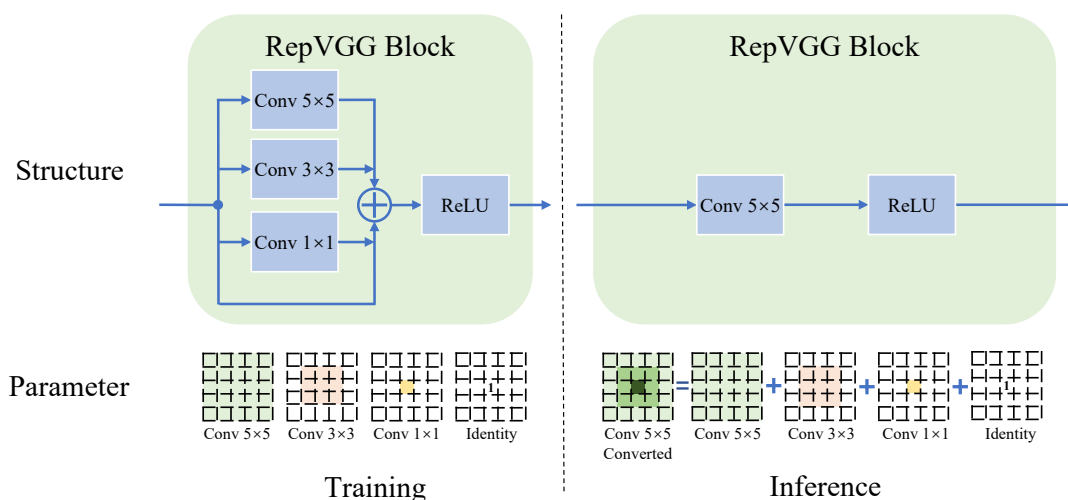 RepVGG Block
RepVGG Block
Structure
Conv 5×5
Conv 3×3
Conv 1×1
ReLU
Conv 5×5
ReLU
Parameter
1
=
+
+
+
1
Conv 5×5
Conv 3×3
Conv 1×1
Identity
Conv 5×5
Converted
Conv 5×5
Conv 3×3
Conv 1×1
Identity
Training
Inference